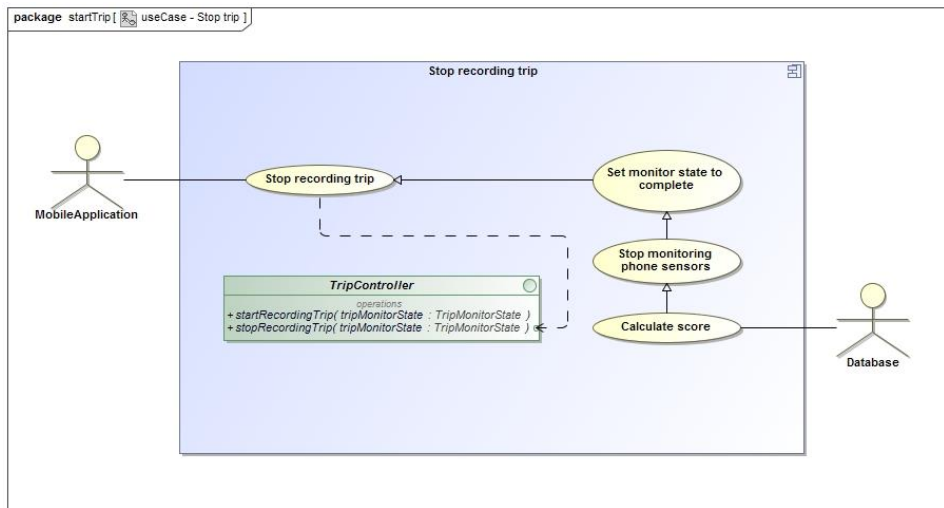 package startTrip [ useCase - Stop trip ]
Stop recording trip
MobileApplication
Stop recording trip
Set monitor state to
complete
Stop monitoring
phone sensors
TripController
operations
+ startRecordingTrip( tripMonitorState : TripMonitorState )
+ stopRecordingTrip( tripMonitorState : TripMonitorState )
Calculate score
Database